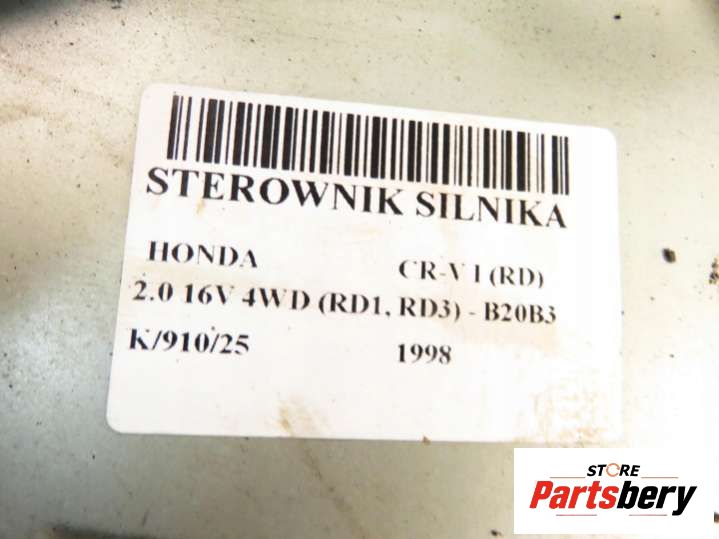 STEROWNIK SILNIKA
HONDA CR-V I (RD)
2.0 16V 4WD (RD1, RD3) - B20B3
K/910/25 1998
STORE
Partsbery